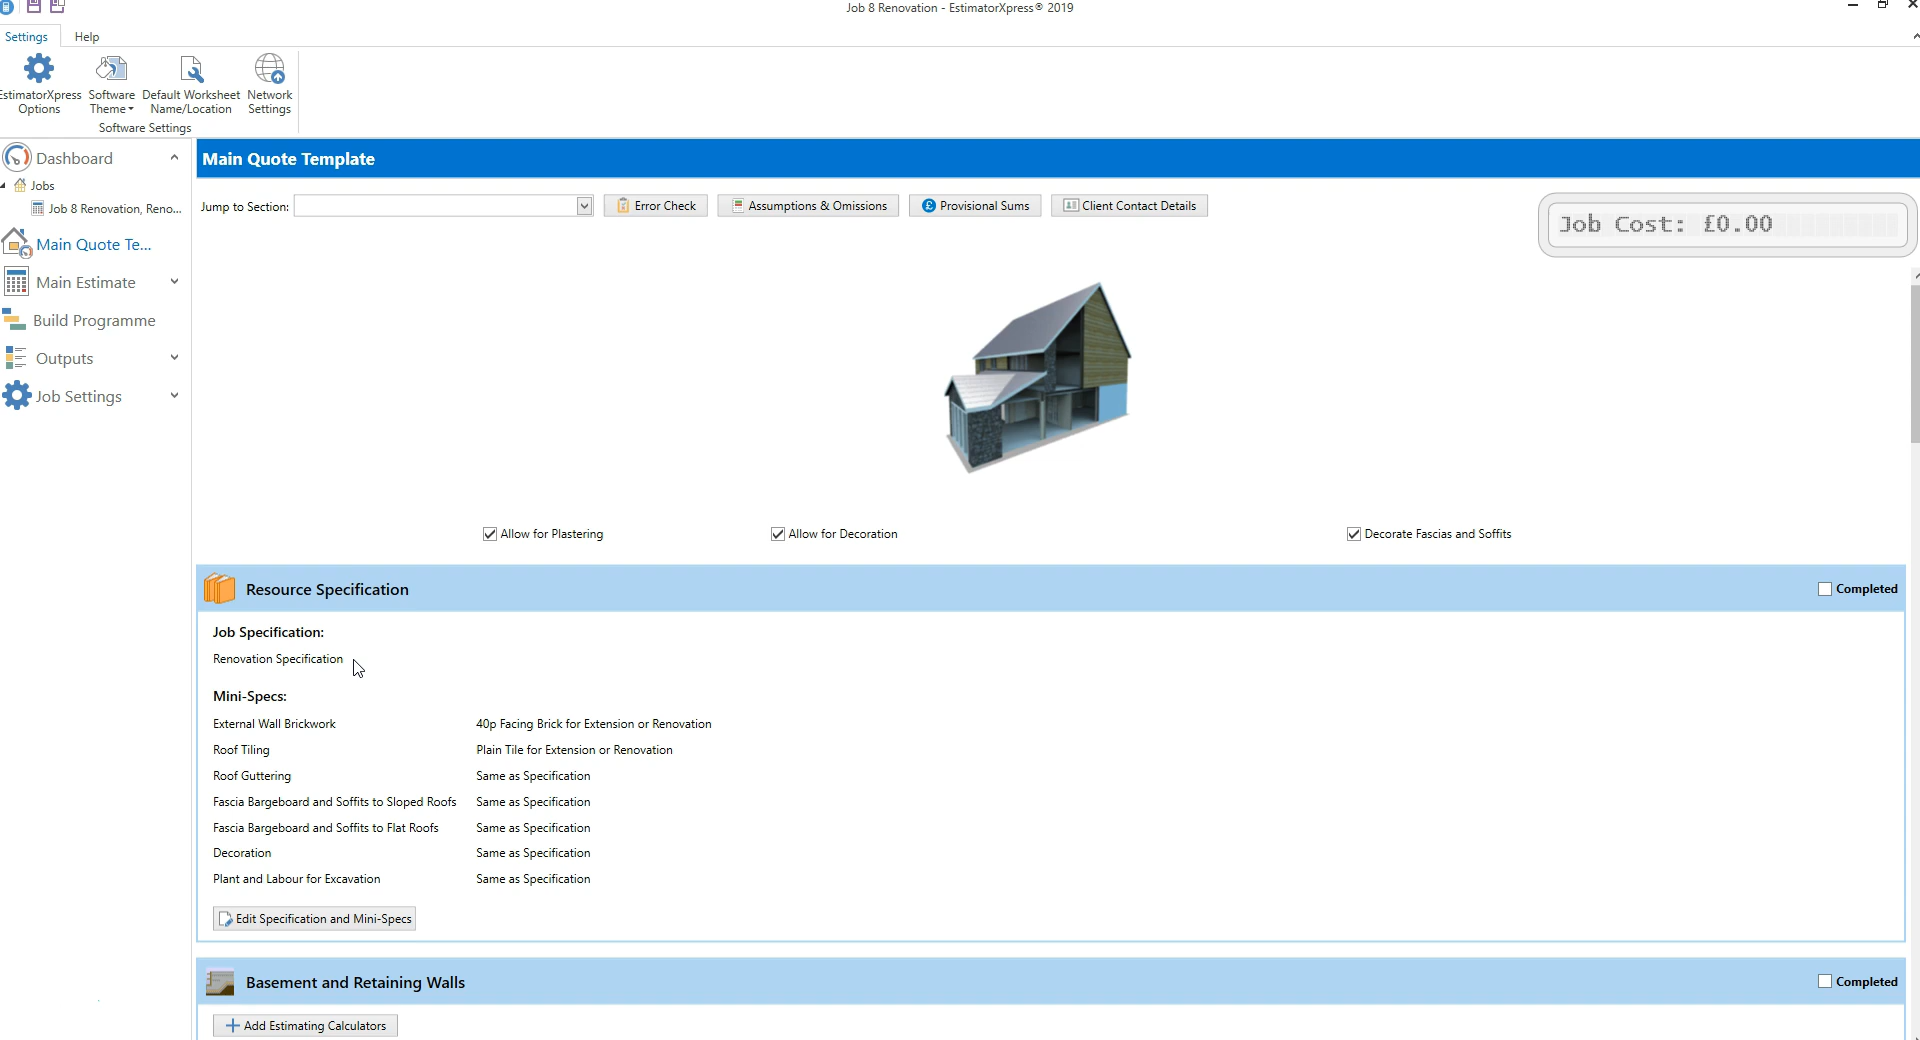 Job 8 Renovation - EstimatorXpress® 2019
Settings Help
EstimatorXpress Options
Software Theme
Default Worksheet Name/Location
Network Settings
Software Settings
Dashboard
Jobs
Job 8 Renovation, Reno...
Main Quote Te...
Main Estimate
Build Programme
Outputs
Job Settings
Main Quote Template
Jump to Section: Error Check Assumptions & Omissions Provisional Sums Client Contact Details
Job Cost: £0.00
Allow for Plastering Allow for Decoration Decorate Fascias and Soffits
Resource Specification Completed
Job Specification:
Renovation Specification
Mini-Specs:
External Wall Brickwork 40p Facing Brick for Extension or Renovation
Roof Tiling Plain Tile for Extension or Renovation
Roof Guttering Same as Specification
Fascia Bargeboard and Soffits to Sloped Roofs Same as Specification
Fascia Bargeboard and Soffits to Flat Roofs Same as Specification
Decoration Same as Specification
Plant and Labour for Excavation Same as Specification
Edit Specification and Mini-Specs
Basement and Retaining Walls Completed
Add Estimating Calculators